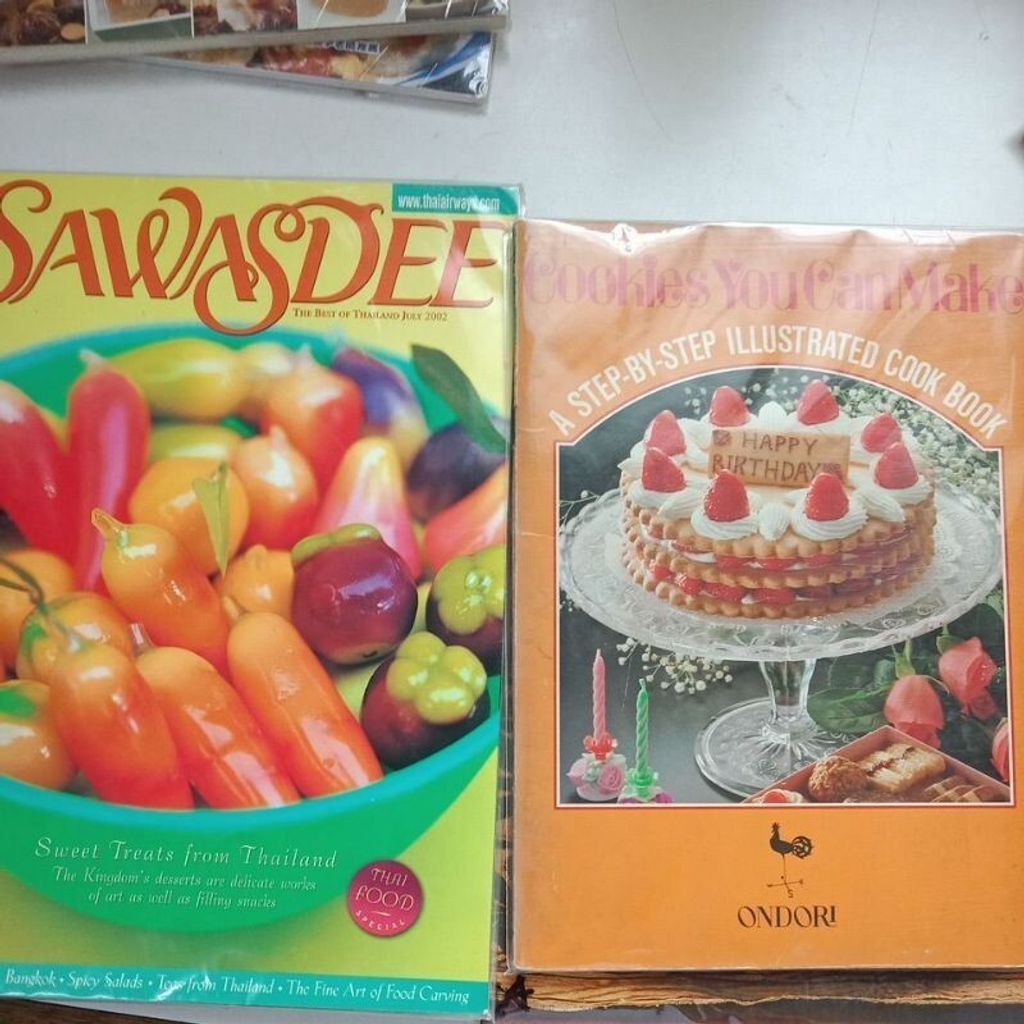 www.thaiairways.com
SAWASDEE
THE BEST OF THAILAND JULY 2002
Sweet Treats from Thailand
The Kingdom's desserts are delicate works
of art as well as filling snacks
THAI
FOOD
SPECIAL
Bangkok • Spicy Salads • Teas from Thailand • The Fine Art of Food Carving
Cookies You Can Make
A STEP-BY-STEP ILLUSTRATED COOK BOOK
HAPPY
BIRTHDAY
S
ONDORI